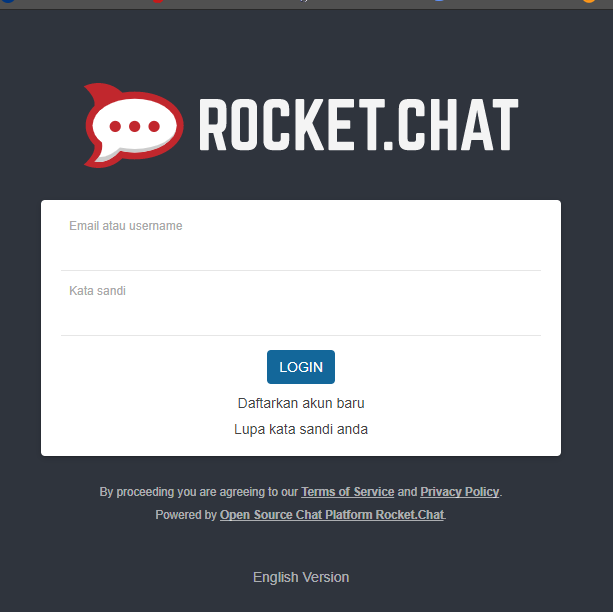 ROCKET.CHAT
Email atau username
Kata sandi
LOGIN
Daftarkan akun baru
Lupa kata sandi anda
By proceeding you are agreeing to our Terms of Service and Privacy Policy.
Powered by Open Source Chat Platform Rocket.Chat.
English Version